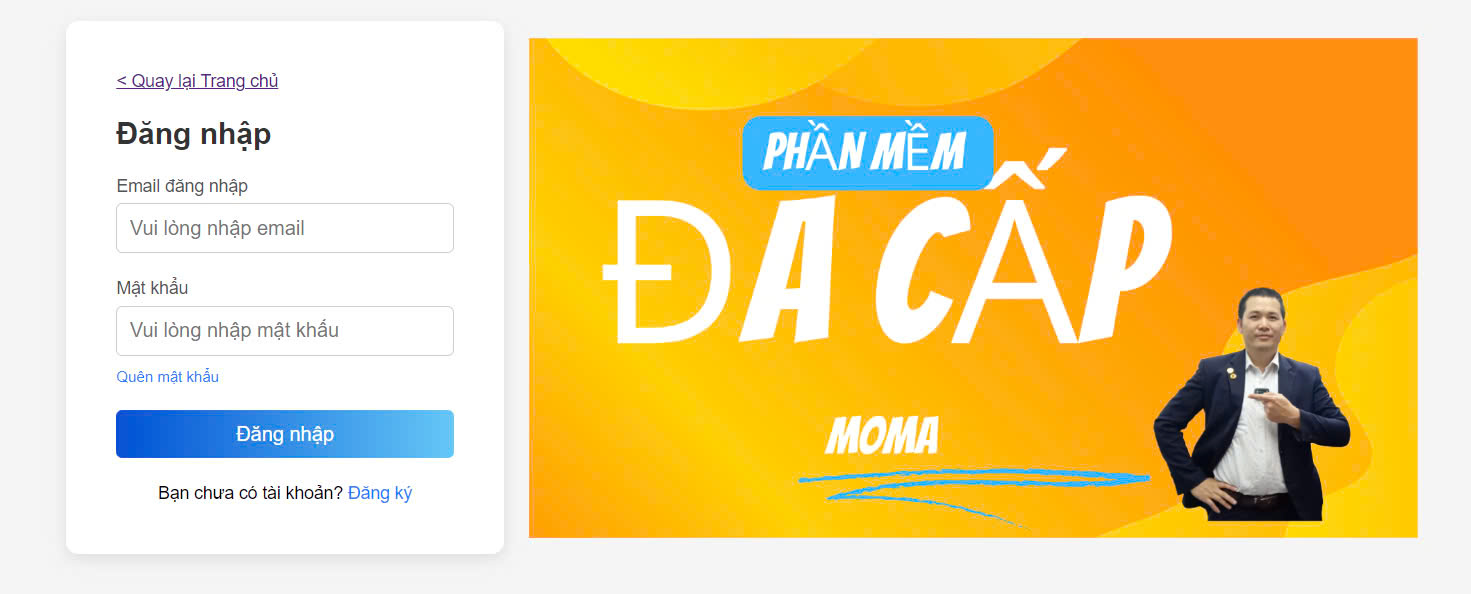 < Quay lại Trang chủ
Đăng nhập
Email đăng nhập
Vui lòng nhập email
Mật khẩu
Vui lòng nhập mật khẩu
Quên mật khẩu
Đăng nhập
Bạn chưa có tài khoản? Đăng ký
PHẦN MỀM
ĐA CẤP
MOMA